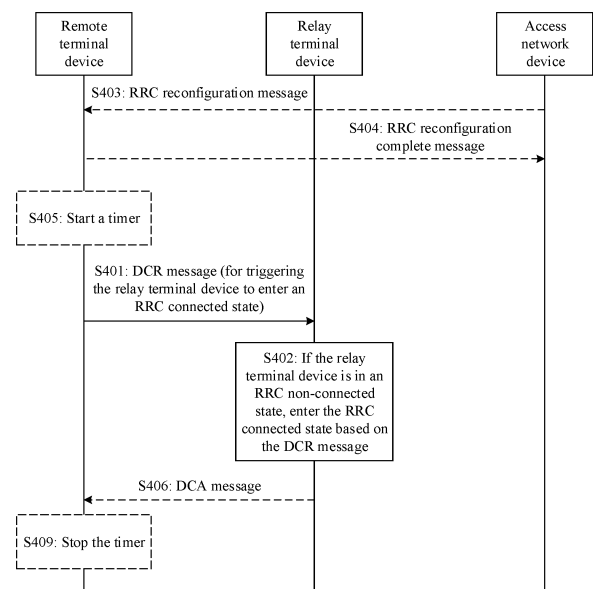 Remote
terminal
device
Relay
terminal
device
Access
network
device
S403: RRC reconfiguration message
S404: RRC reconfiguration
complete message
S405: Start a timer
S401: DCR message (for triggering
the relay terminal device to enter an
RRC connected state)
S402: If the relay
terminal device is in an
RRC non-connected
state, enter the RRC
connected state based on
the DCR message
S406: DCA message
S409: Stop the timer